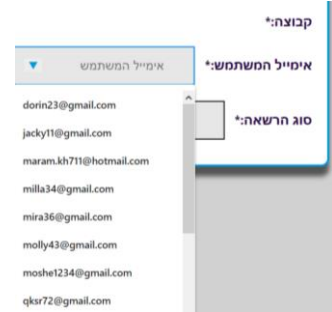 קבוצה:*
אימייל המשתמש:*
אימייל המשתמש
סוג הרשאה:*
dorin23@gmail.com
jacky11@gmail.com
maram.kh711@hotmail.com
milla34@gmail.com
mira36@gmail.com
molly43@gmail.com
moshe1234@gmail.com
qksr72@gmail.com